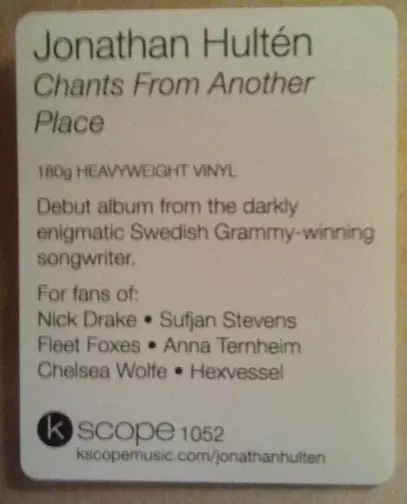 Jonathan Hultén
Chants From Another
Place
180g HEAVYWEIGHT VINYL
Debut album from the darkly
enigmatic Swedish Grammy-winning
songwriter.
For fans of:
Nick Drake • Sufjan Stevens
Fleet Foxes • Anna Ternheim
Chelsea Wolfe • Hexvessel
k scope 1052
kscopemusic.com/jonathanhulten